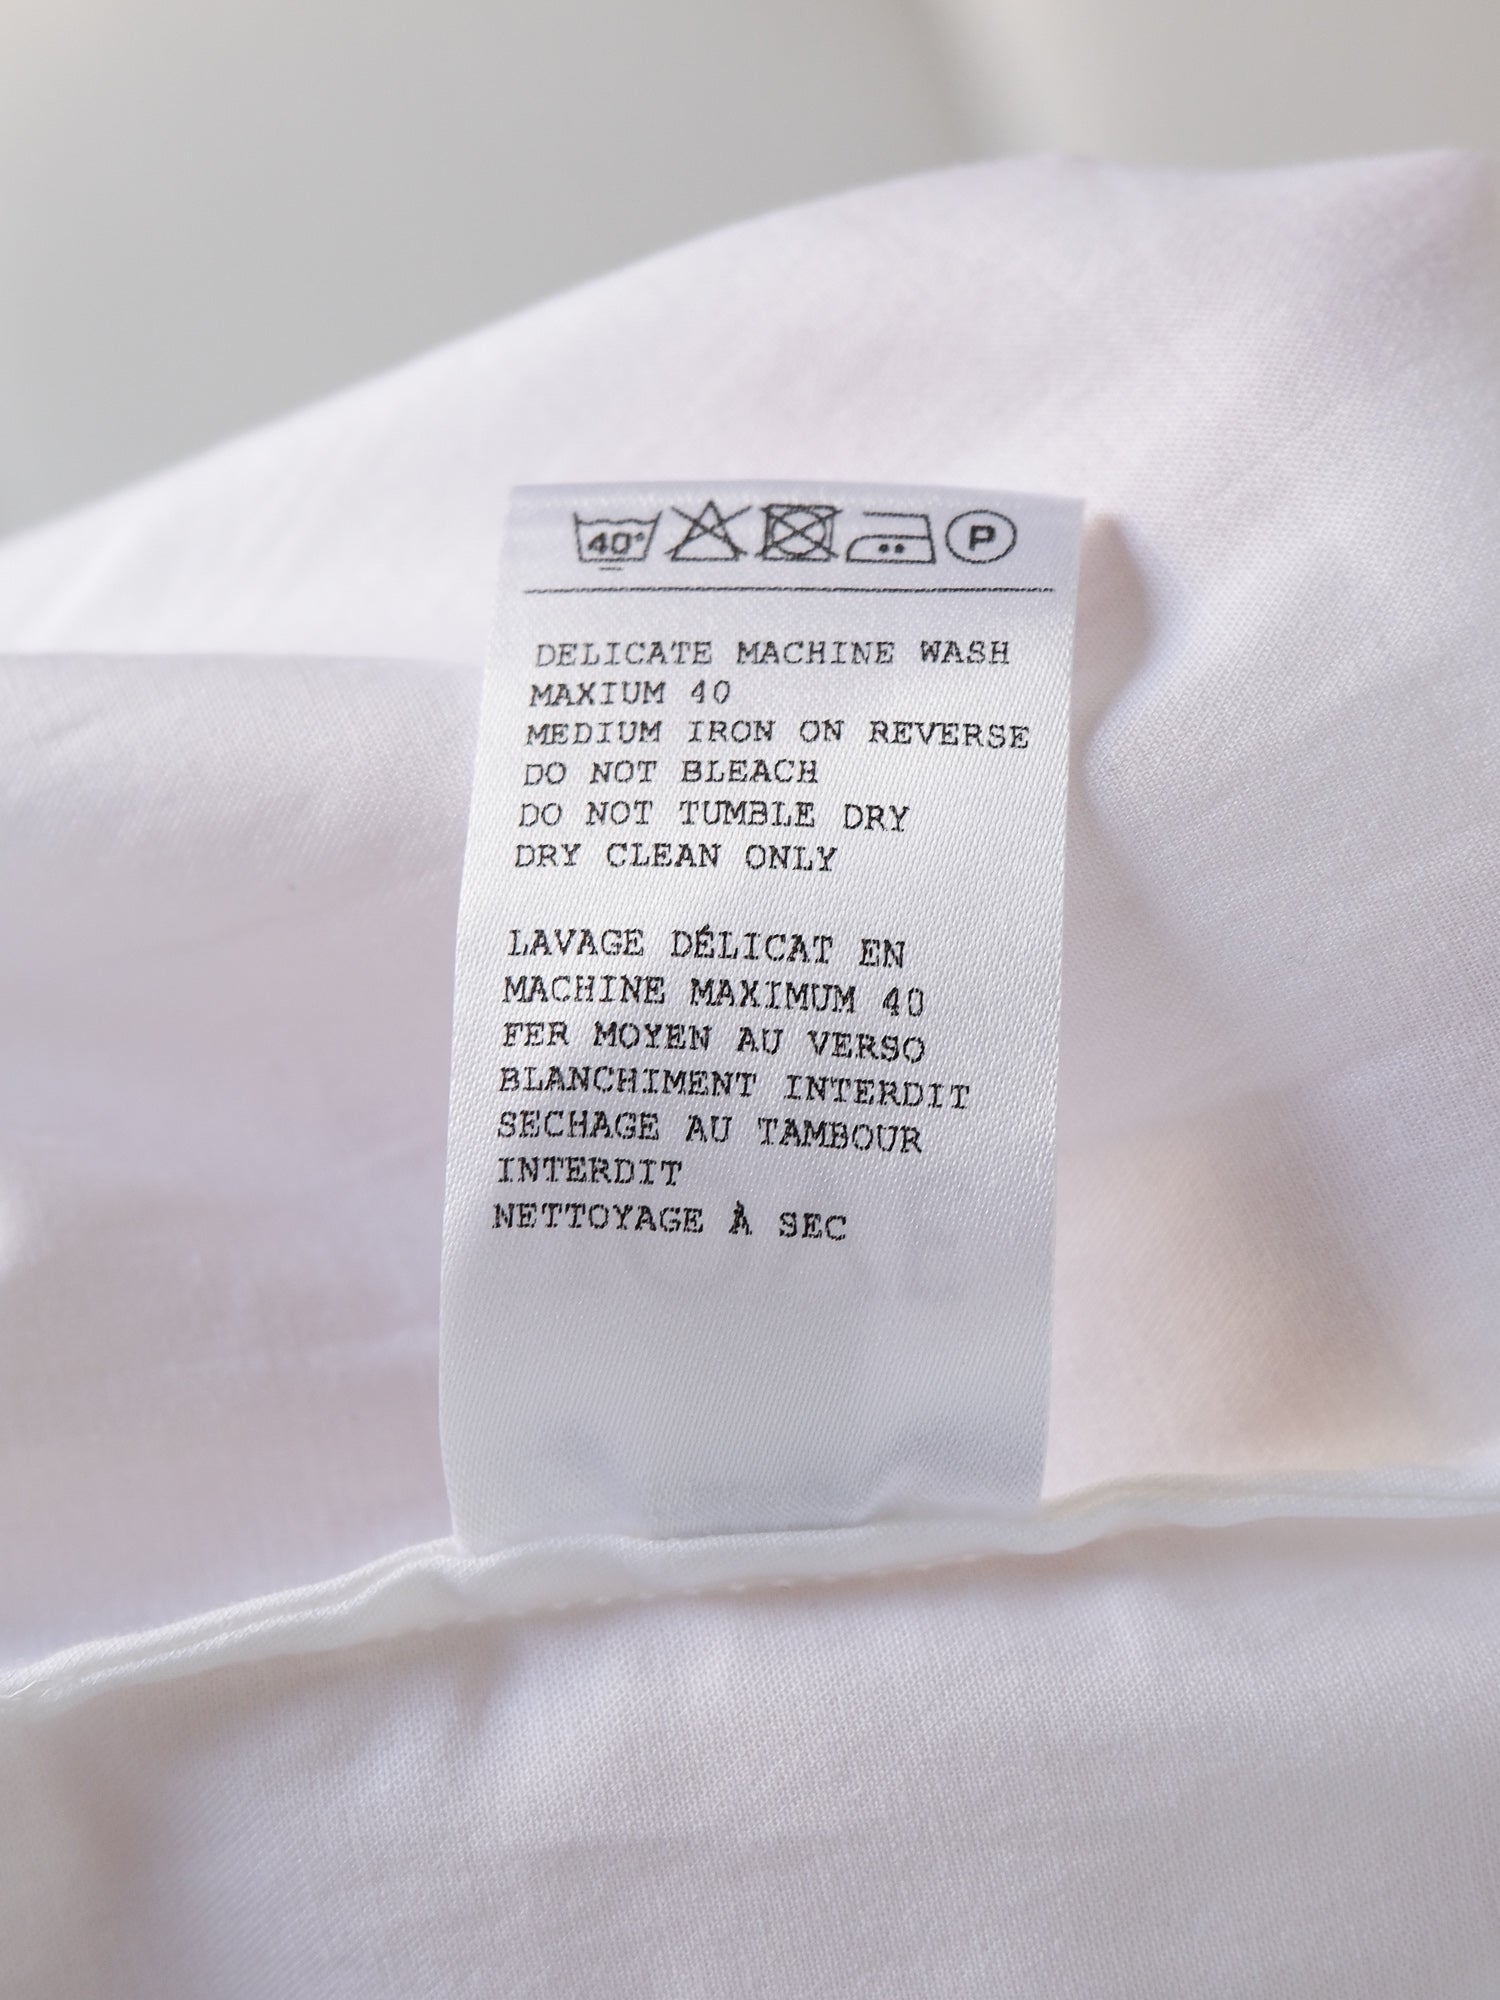 40° P
DELICATE MACHINE WASH
MAXIUM 40
MEDIUM IRON ON REVERSE
DO NOT BLEACH
DO NOT TUMBLE DRY
DRY CLEAN ONLY
LAVAGE DÉLICAT EN
MACHINE MAXIMUM 40
FER MOYEN AU VERSO
BLANCHIMENT INTERDIT
SECHAGE AU TAMBOUR
INTERDIT
NETTOYAGE À SEC